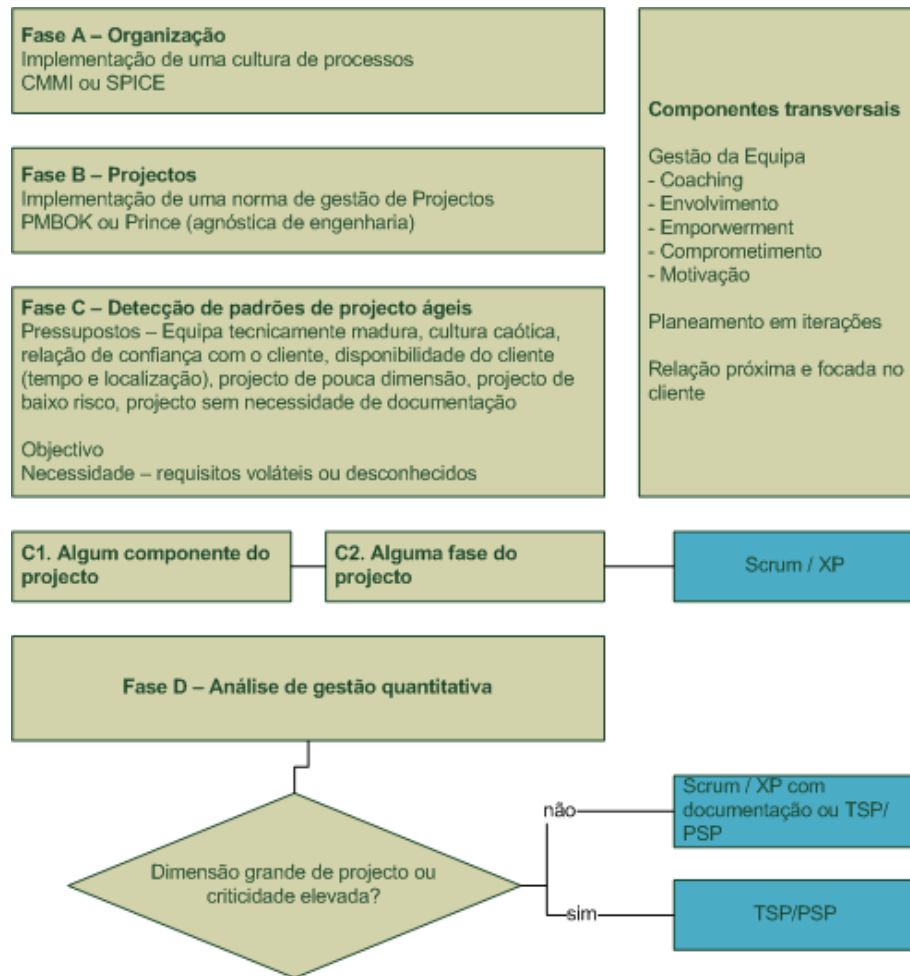 Fase A – Organização
Implementação de uma cultura de processos
CMMI ou SPICE
Fase B – Projectos
Implementação de uma norma de gestão de Projectos
PMBOK ou Prince (agnóstica de engenharia)
Fase C – Detecção de padrões de projecto ágeis
Pressupostos – Equipa tecnicamente madura, cultura caótica,
relação de confiança com o cliente, disponibilidade do cliente
(tempo e localização), projecto de pouca dimensão, projecto de
baixo risco, projecto sem necessidade de documentação
Objectivo
Necessidade – requisitos voláteis ou desconhecidos
Componentes transversais
Gestão da Equipa
- Coaching
- Envolvimento
- Emporwerment
- Comprometimento
- Motivação
Planeamento em iterações
Relação próxima e focada no
cliente
C1. Algum componente do
projecto
C2. Alguma fase do
projecto
Scrum / XP
Fase D – Análise de gestão quantitativa
Dimensão grande de projecto ou
criticidade elevada?
não
Scrum / XP com
documentação ou TSP/
PSP
sim
TSP/PSP